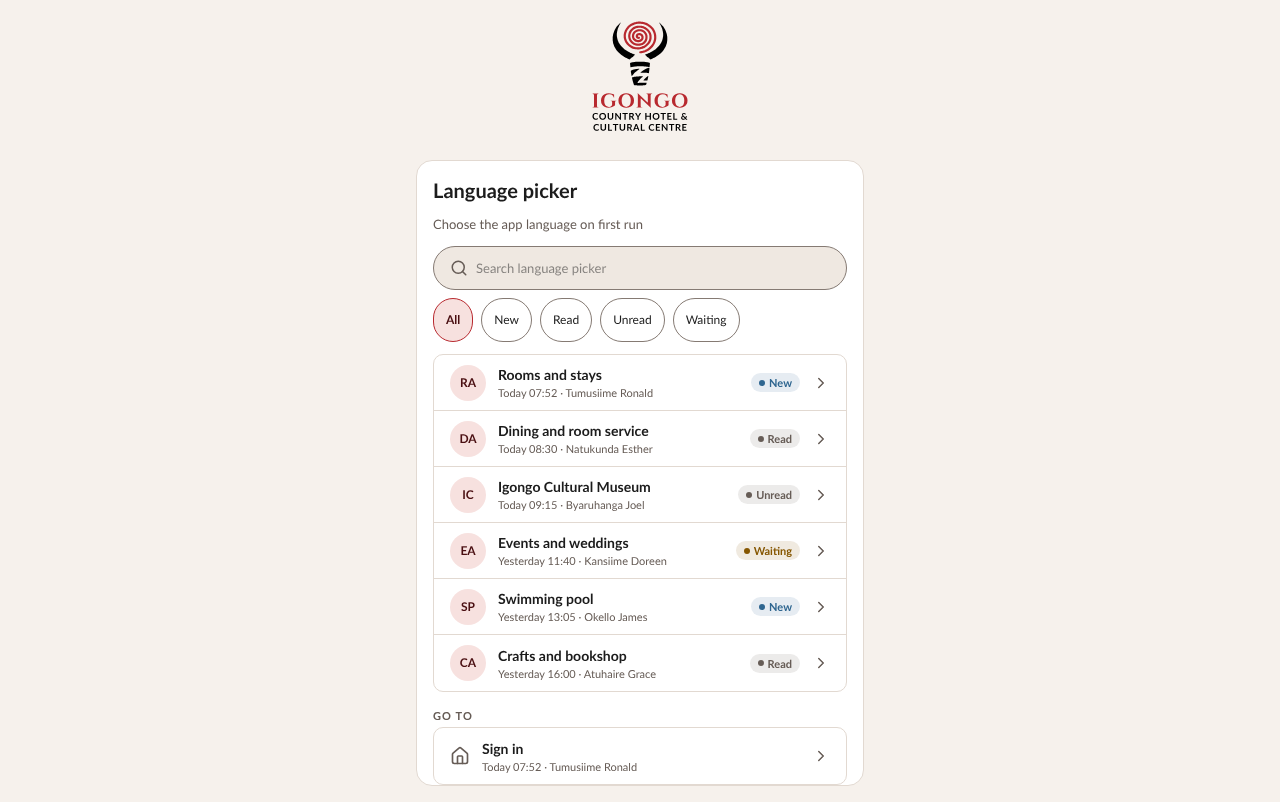 IGONGO
COUNTRY HOTEL &
CULTURAL CENTRE
Language picker
Choose the app language on first run
Search language picker
All
New
Read
Unread
Waiting
RA
Rooms and stays
Today 07:52 · Tumusiime Ronald
New
DA
Dining and room service
Today 08:30 · Natukunda Esther
Read
IC
Igongo Cultural Museum
Today 09:15 · Byaruhanga Joel
Unread
EA
Events and weddings
Yesterday 11:40 · Kansiime Doreen
Waiting
SP
Swimming pool
Yesterday 13:05 · Okello James
New
CA
Crafts and bookshop
Yesterday 16:00 · Atuhaire Grace
Read
GO TO
Sign in
Today 07:52 · Tumusiime Ronald